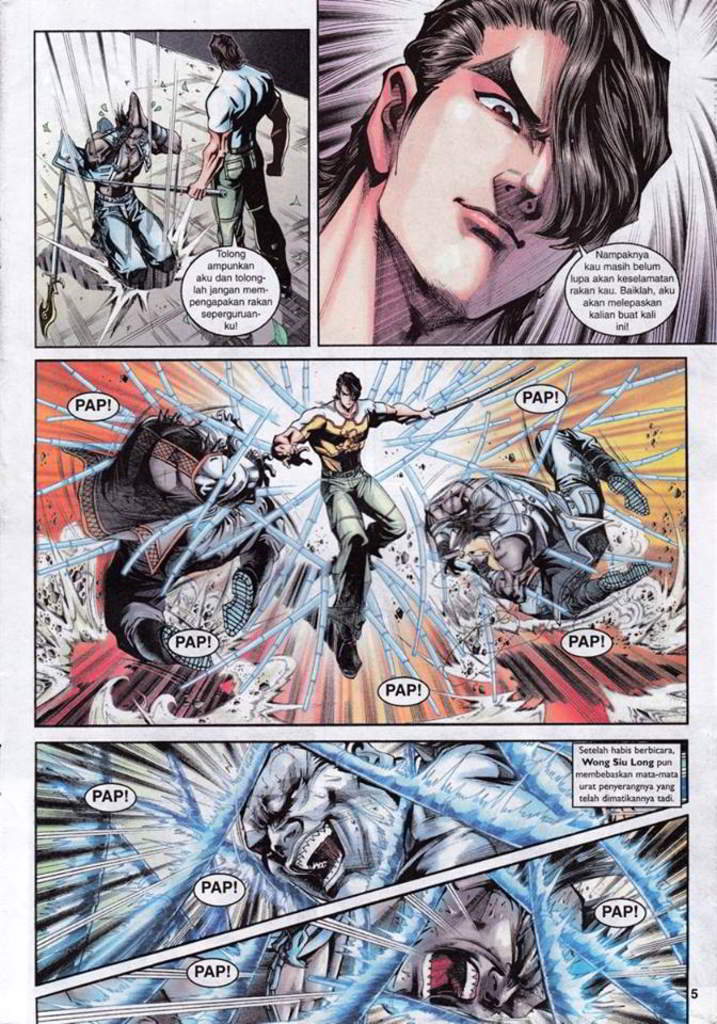 Tolong
ampunkan
aku dan tolong-
lah jangan mem-
pengapakan rakan
seperguruan-
ku!
Nampaknya
kau masih belum
lupa akan keselamatan
rakan kau. Baiklah, aku
akan melepaskan
kalian buat kali
ini!
PAP!
PAP!
PAP!
PAP!
PAP!
Setelah habis berbicara,
Wong Siu Long pun
membebaskan mata-mata
urat penyerangnya yang
telah dimatikannya tadi.
PAP!
PAP!
PAP!
PAP!
5